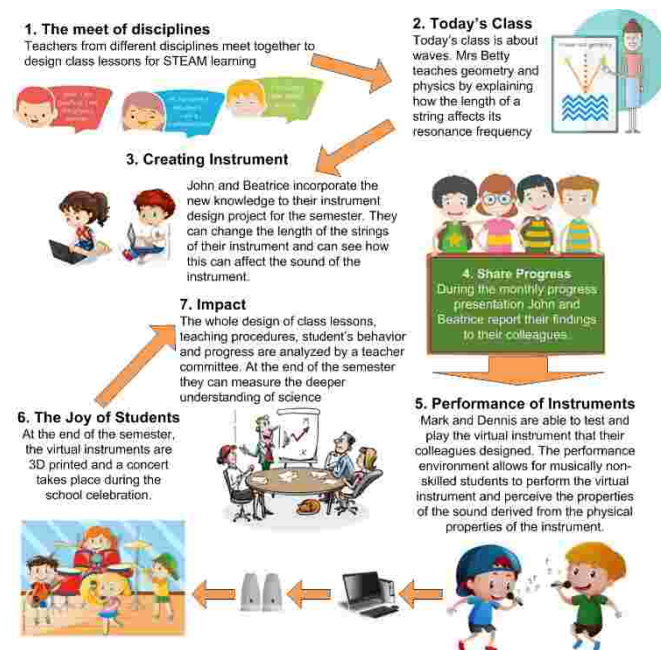 1. The meet of disciplines
Teachers from different disciplines meet together to
design class lessons for STEAM learning
2. Today's Class
Today's class is about
waves. Mrs Betty
teaches geometry and
physics by explaining
how the length of a
string affects its
resonance frequency
3. Creating Instrument
John and Beatrice incorporate the
new knowledge to their instrument
design project for the semester. They
can change the length of the strings
of their instrument and can see how
this can affect the sound of the
instrument.
4. Share Progress
During the monthly progress
presentation John and
Beatrice report their findings
to their colleagues.
5. Performance of Instruments
Mark and Dennis are able to test and
play the virtual instrument that their
colleagues designed. The performance
environment allows for musically non-
skilled students to perform the virtual
instrument and perceive the properties
of the sound derived from the physical
properties of the instrument.
6. The Joy of Students
At the end of the semester,
the virtual instruments are
3D printed and a concert
takes place during the
school celebration.
7. Impact
The whole design of class lessons,
teaching procedures, student's behavior
and progress are analyzed by a teacher
committee. At the end of the semester
they can measure the deeper
understanding of science